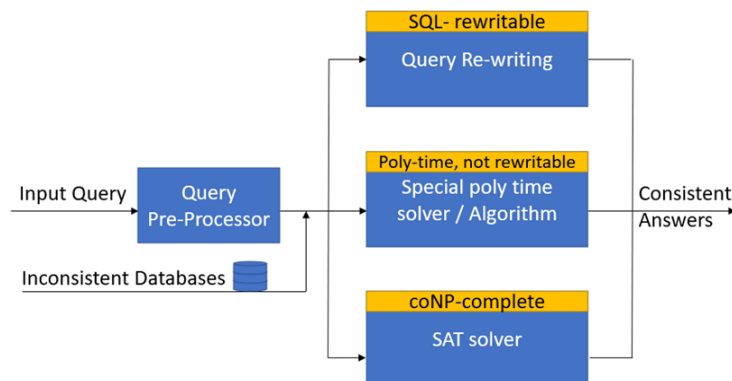 SQL- rewritable
Query Re-writing
Input Query
Query
Pre-Processor
Inconsistent Databases
Poly-time, not rewritable
Special poly time
solver / Algorithm
coNP-complete
SAT solver
Consistent
Answers